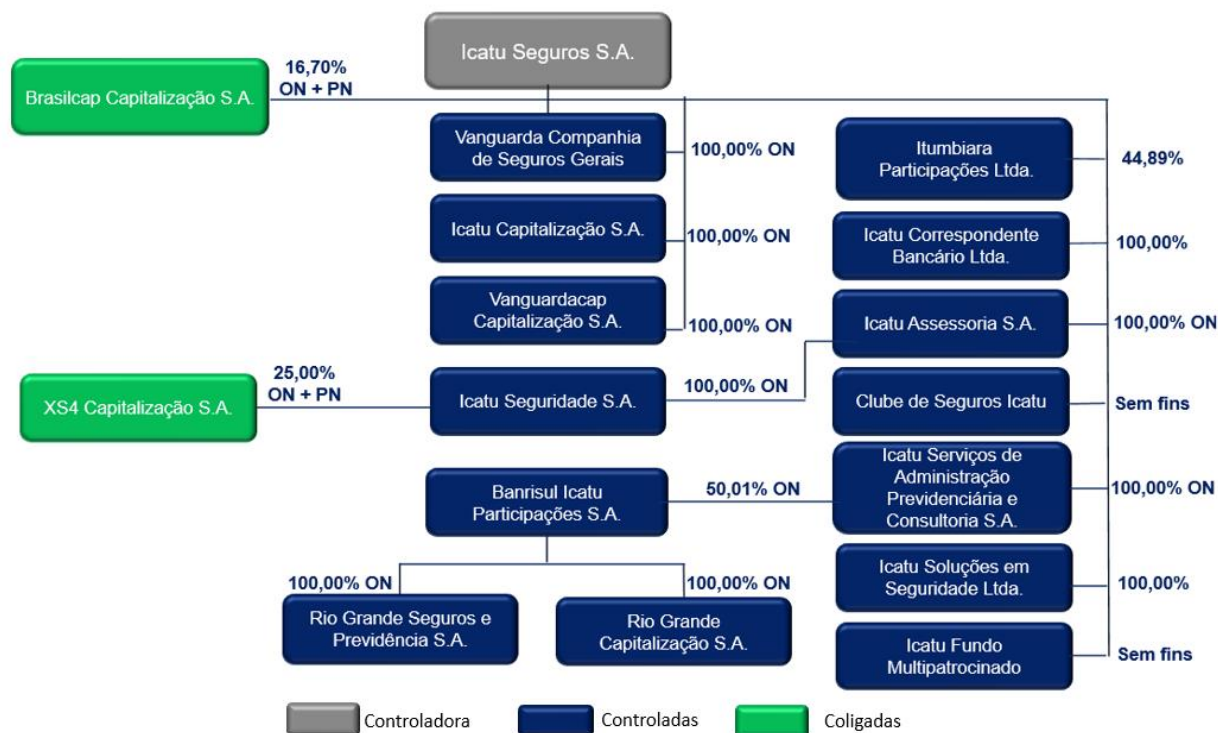 Icatu Seguros S.A.
Brasilcap Capitalização S.A.
16,70%
ON + PN
Vanguarda Companhia
de Seguros Gerais
100,00% ON
Itumbiara
Participações Ltda.
44,89%
Icatu Capitalização S.A.
100,00% ON
Icatu Correspondente
Bancário Ltda.
100,00%
Vanguardacap
Capitalização S.A.
100,00% ON
Icatu Assessoria S.A.
100,00% ON
XS4 Capitalização S.A.
25,00%
ON + PN
Icatu Seguridade S.A.
100,00% ON
Clube de Seguros Icatu
Sem fins
Banrisul Icatu
Participações S.A.
50,01% ON
Icatu Serviços de
Administração
Previdenciária e
Consultoria S.A.
100,00% ON
100,00% ON
100,00% ON
Icatu Soluções em
Seguridade Ltda.
100,00%
Rio Grande Seguros e
Previdência S.A.
Rio Grande
Capitalização S.A.
Icatu Fundo
Multipatrocinado
Sem fins
Controladora
Controladas
Coligadas